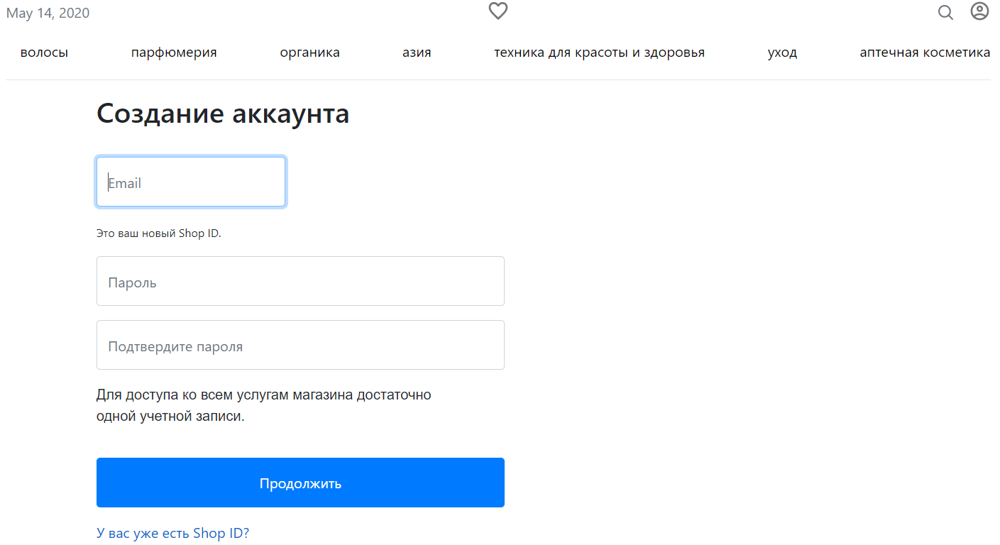 May 14, 2020
волосы парфюмерия органика азия техника для красоты и здоровья уход аптечная косметика
Создание аккаунта
Email
Это ваш новый Shop ID.
Пароль
Подтвердите пароля
Для доступа ко всем услугам магазина достаточно
одной учетной записи.
Продолжить
У вас уже есть Shop ID?